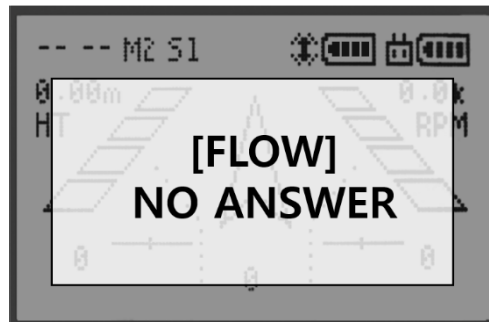 -- -- M2 S1
0.00m 0.0k
HT RPM
[FLOW]
NO ANSWER
0 0
0